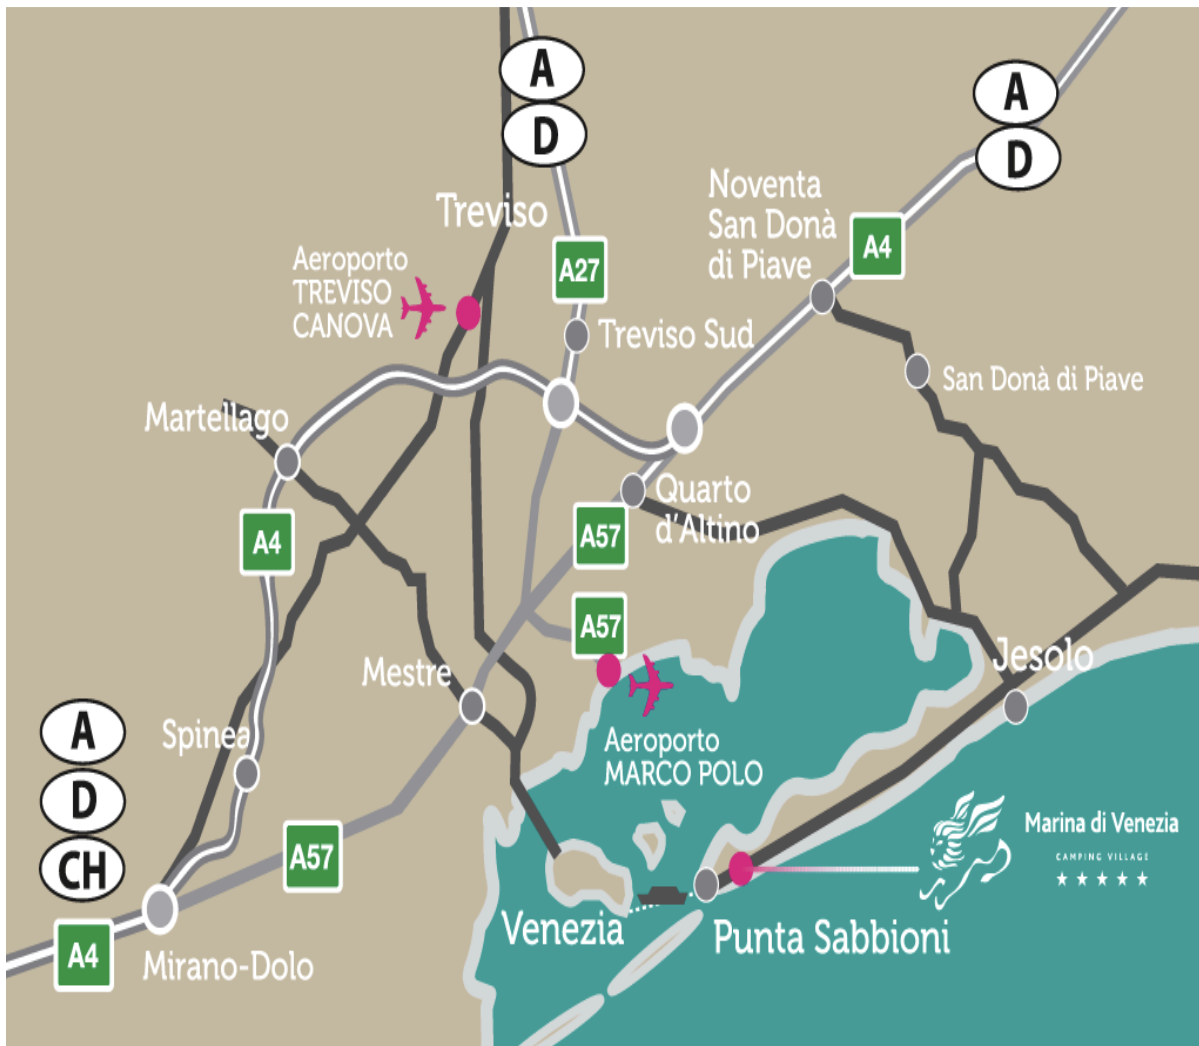 A
D
A
D
Treviso
Noventa
San Donà
di Piave
A4
Aeroporto
TREVISO
CANOVA
A27
Treviso Sud
San Donà di Piave
Martellago
Quarto
d'Altino
A4
A57
A57
Mestre
Jesolo
A
D
CH
Spinea
Aeroporto
MARCO POLO
A57
Marina di Venezia
CAMPING VILLAGE
Venezia
Punta Sabbioni
A4
Mirano-Dolo